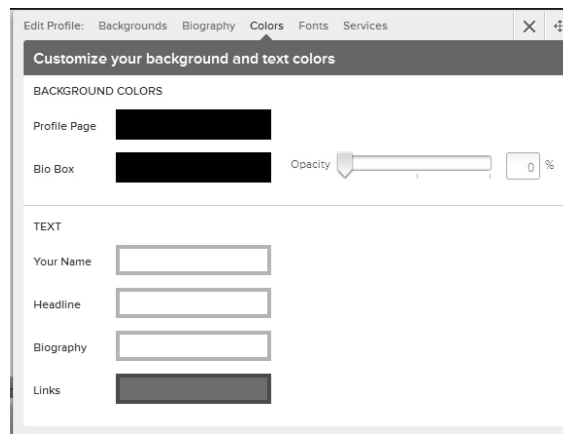 Edit Profile: Backgrounds Biography Colors Fonts Services
Customize your background and text colors
BACKGROUND COLORS
Profile Page
Bio Box Opacity 0 %
TEXT
Your Name
Headline
Biography
Links